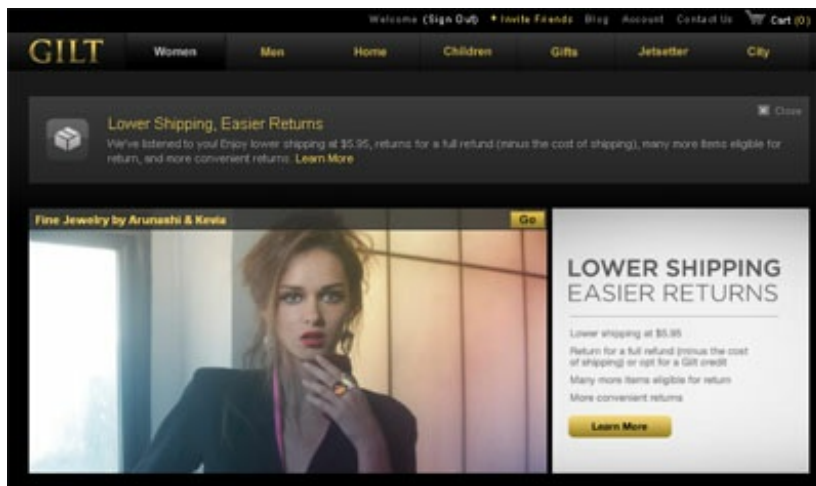 Welcome (Sign Out) + Invite Friends Blog Account Contact Us Cart (0)
GILT Women Men Home Children Gifts Jetsetter City
Close
Lower Shipping, Easier Returns
We've listened to you! Enjoy lower shipping at $5.95, returns for a full refund (minus the cost of shipping), many more items eligible for
return, and more convenient returns. Learn More
Fine Jewelry by Arunashi & Kevia Go
LOWER SHIPPING
EASIER RETURNS
Lower shipping at $5.95
Return for a full refund (minus the cost
of shipping) or opt for a Gilt credit
Many more items eligible for return
More convenient returns
Learn More